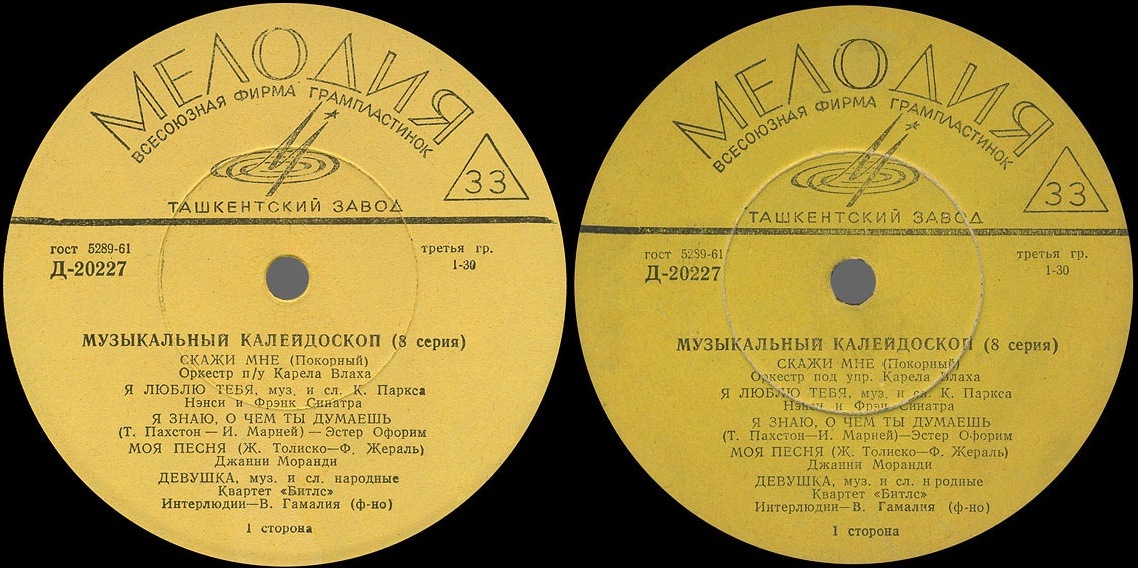 МЕЛОДИЯ
ВСЕСОЮЗНАЯ ФИРМА ГРАМПЛАСТИНОК
33
ТАШКЕНТСКИЙ ЗАВОД
гост 5289-61
третья гр.
Д-20227
1-30
МУЗЫКАЛЬНЫЙ КАЛЕЙДОСКОП (8 серия)
СКАЖИ МНЕ (Покорный)
Оркестр п/у Карела Влаха
Я ЛЮБЛЮ ТЕБЯ, муз. и сл. К. Паркса
Нэнси и Фрэнк Синатра
Я ЗНАЮ, О ЧЕМ ТЫ ДУМАЕШЬ
(Т. Пахстон — И. Марней) — Эстер Офорим
МОЯ ПЕСНЯ (Ж. Толиско—Ф. Жераль)
Джанни Моранди
ДЕВУШКА, муз. и сл. народные
Квартет «Битлс»
Интерлюдии—В. Гамалия (ф-но)
1 сторона
МЕЛОДИЯ
ВСЕСОЮЗНАЯ ФИРМА ГРАМПЛАСТИНОК
33
ТАШКЕНТСКИЙ ЗАВОД
гост 5289-61
третья гр.
Д-20227
1-30
МУЗЫКАЛЬНЫЙ КАЛЕЙДОСКОП (8 серия)
СКАЖИ МНЕ (Покорный)
Оркестр под упр. Карела Влаха
Я ЛЮБЛЮ ТЕБЯ, муз. и сл. К. Паркса
Нэнси и Фрэнк Синатра
Я ЗНАЮ, О ЧЕМ ТЫ ДУМАЕШЬ
(Т. Пахстон—И. Марней)—Эстер Офорим
МОЯ ПЕСНЯ (Ж. Толиско—Ф. Жераль)
Джанни Моранди
ДЕВУШКА, муз. и сл. н родные
Квартет «Битлс»
Интерлюдии—В. Гамалия (ф-но)
1 сторона